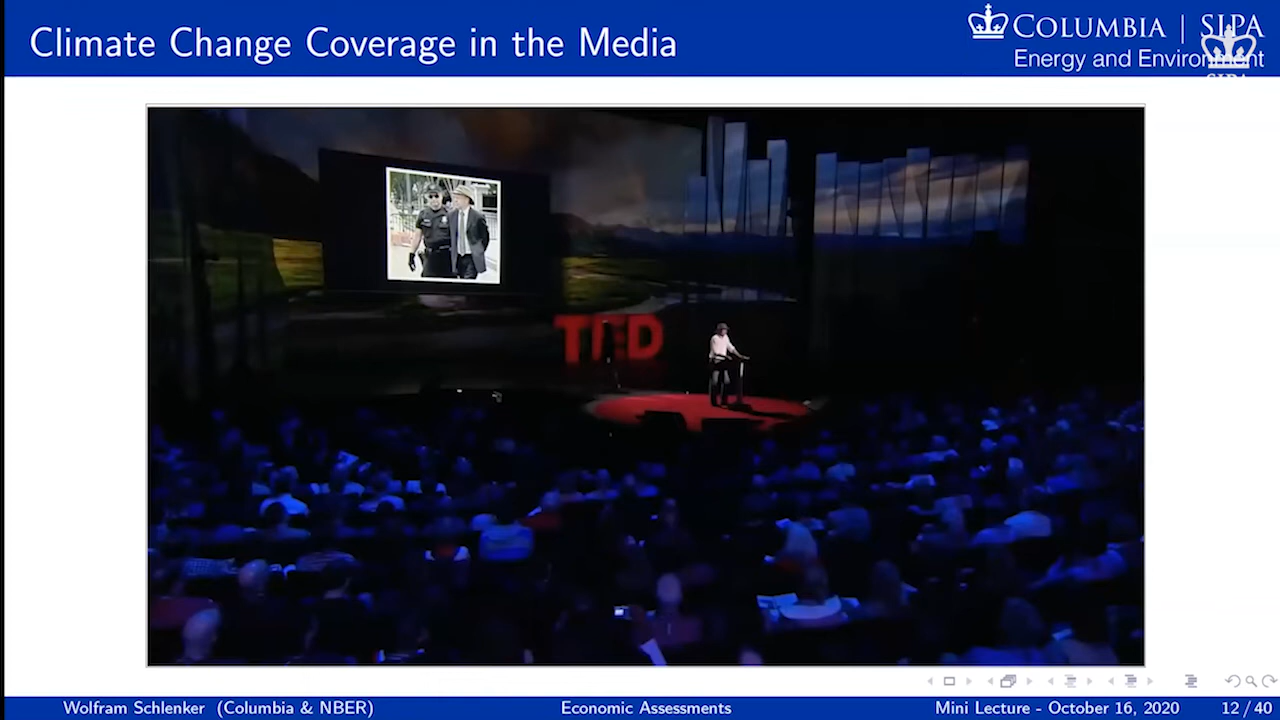 Climate Change Coverage in the Media
COLUMBIA | SIPA
Energy and Environment
SIPA
TED
Wolfram Schlenker (Columbia & NBER)
Economic Assessments
Mini Lecture - October 16, 2020
12 / 40